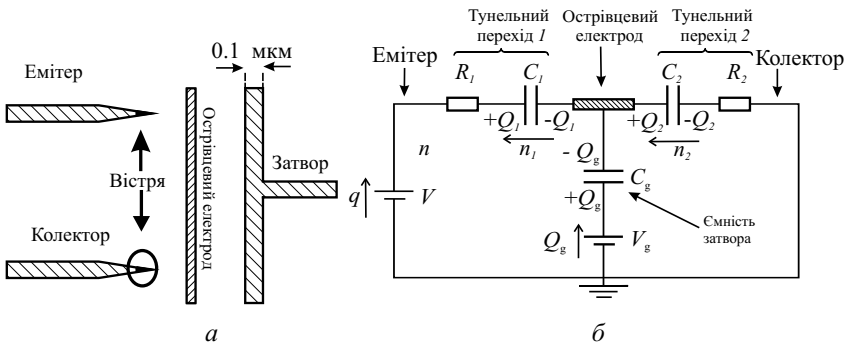 0.1 мкм
Емітер
Острівцевий електрод
Затвор
Вістря
Колектор
а
Тунельний
перехід 1
Острівцевий
електрод
Тунельний
перехід 2
Емітер
Колектор
R1
C1
C2
R2
+Q1
-Q1
+Q2
-Q2
n
n1
n2
- Qg
Cg
+Qg
q
V
Qg
Vg
Ємність
затвора
б